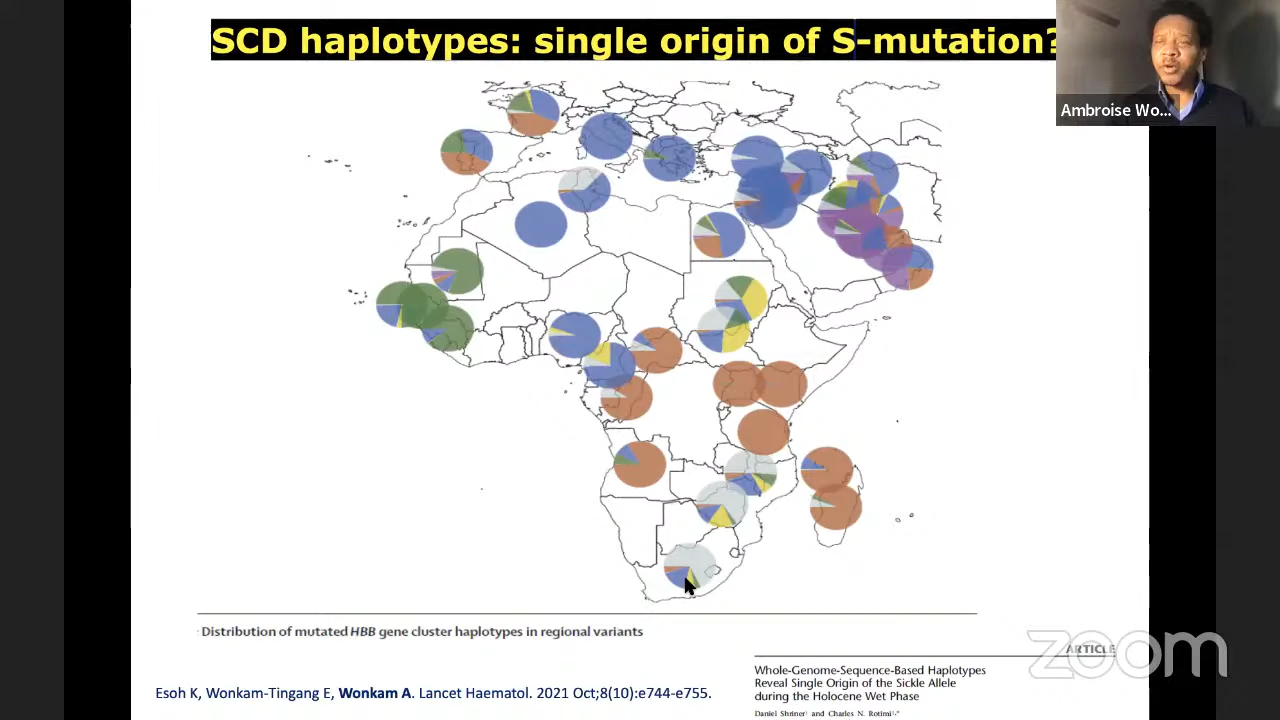 SCD haplotypes: single origin of S-mutation?
Ambroise Wo...
Distribution of mutated HBB gene cluster haplotypes in regional variants
zoom
ARTICLE
Whole-Genome-Sequence-Based Haplotypes
Reveal Single Origin of the Sickle Allele
during the Holocene Wet Phase
Daniel Shriner¹ and Charles N. Rotimi¹,*
Esoh K, Wonkam-Tingang E, Wonkam A. Lancet Haematol. 2021 Oct;8(10):e744-e755.